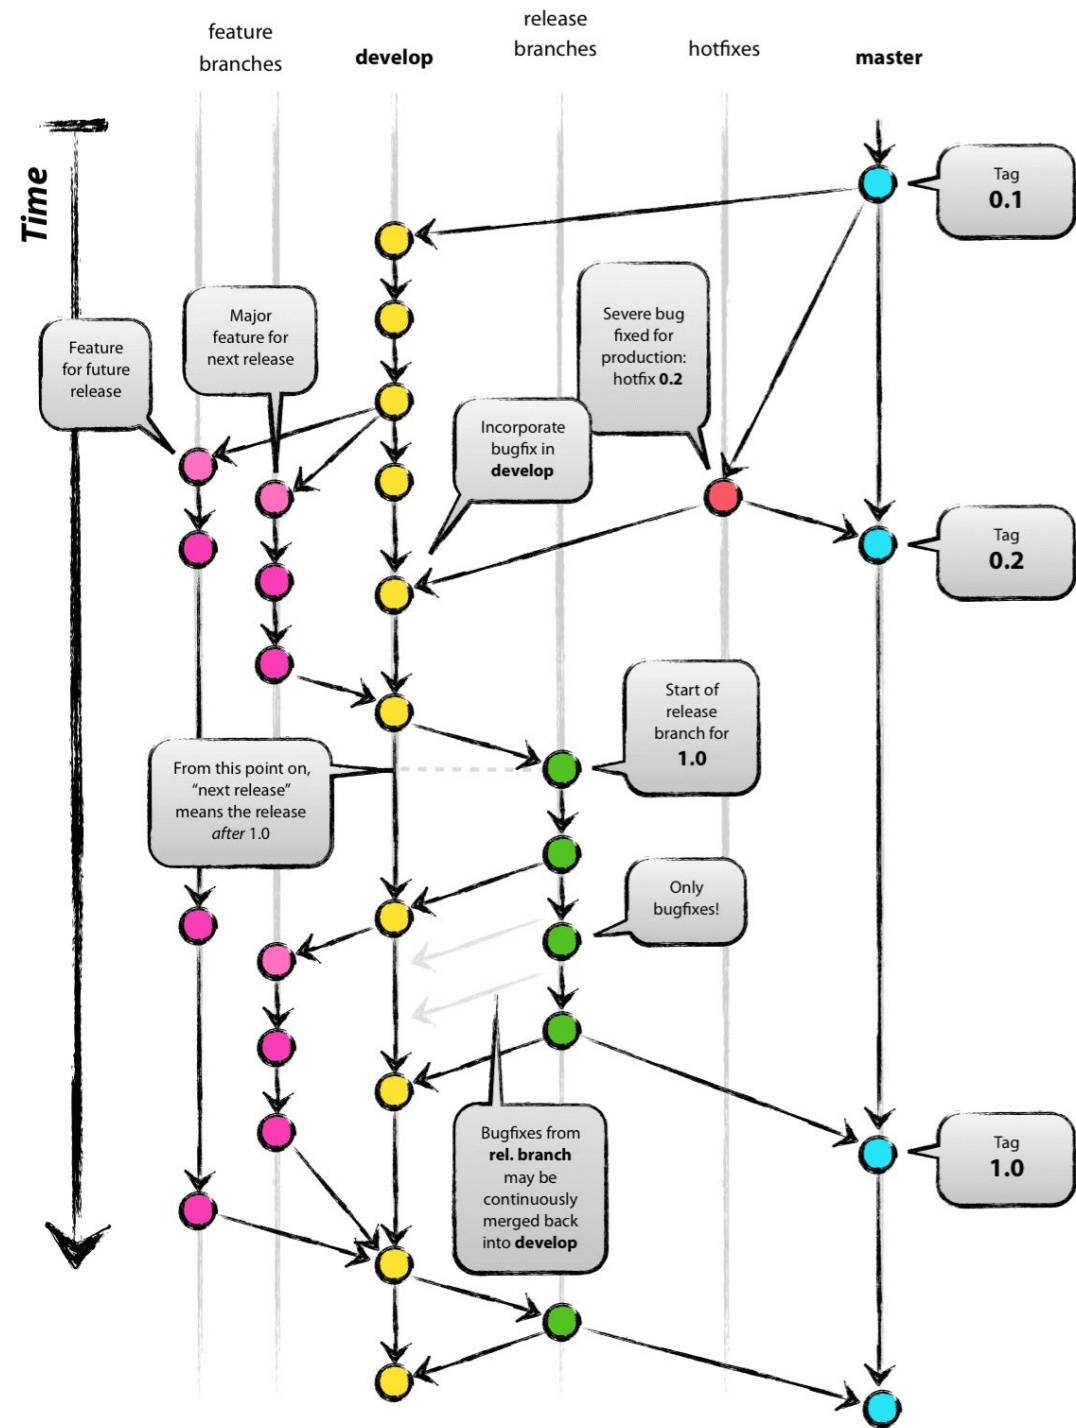 feature
branches
develop
release
branches
hotfixes
master
Time
Tag
0.1
Major
feature for
next release
Feature
for future
release
Severe bug
fixed for
production:
hotfix 0.2
Incorporate
bugfix in
develop
Tag
0.2
Start of
release
branch for
1.0
From this point on,
“next release”
means the release
after 1.0
Only
bugfixes!
Bugfixes from
rel. branch
may be
continuously
merged back
into develop
Tag
1.0